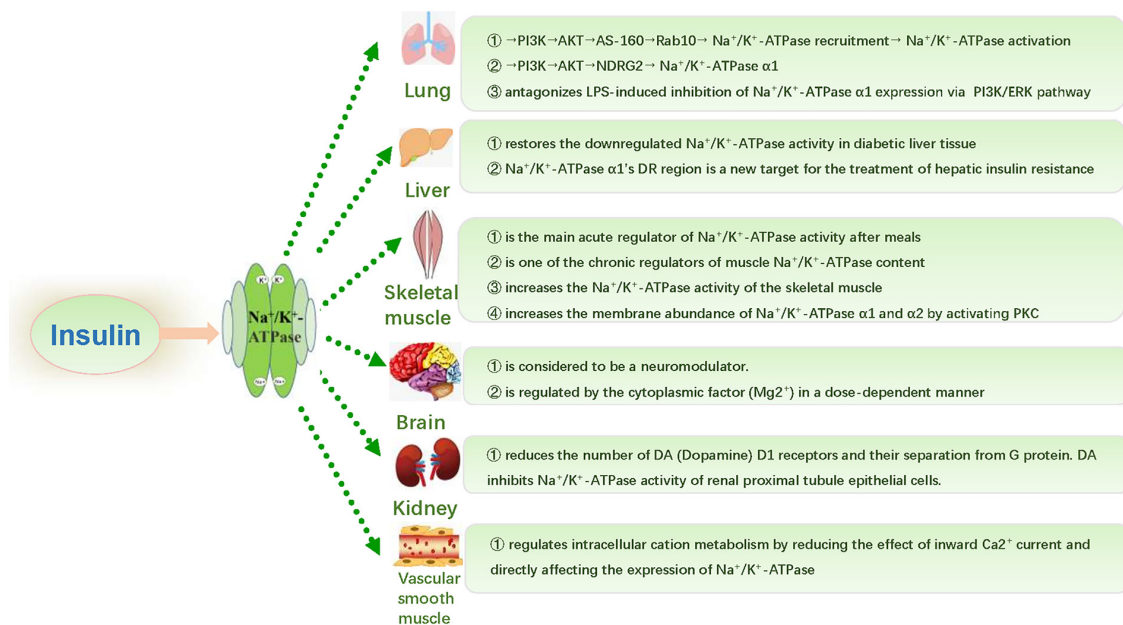 Insulin
K⁺ K⁺
Na⁺/K⁺-
ATPase
Na⁺ Na⁺
Lung
① →PI3K→AKT→AS-160→Rab10→ Na⁺/K⁺-ATPase recruitment→ Na⁺/K⁺-ATPase activation
② →PI3K→AKT→NDRG2→ Na⁺/K⁺-ATPase α1
③ antagonizes LPS-induced inhibition of Na⁺/K⁺-ATPase α1 expression via PI3K/ERK pathway
Liver
① restores the downregulated Na⁺/K⁺-ATPase activity in diabetic liver tissue
② Na⁺/K⁺-ATPase α1's DR region is a new target for the treatment of hepatic insulin resistance
Skeletal
muscle
① is the main acute regulator of Na⁺/K⁺-ATPase activity after meals
② is one of the chronic regulators of muscle Na⁺/K⁺-ATPase content
③ increases the Na⁺/K⁺-ATPase activity of the skeletal muscle
④ increases the membrane abundance of Na⁺/K⁺-ATPase α1 and α2 by activating PKC
Brain
① is considered to be a neuromodulator.
② is regulated by the cytoplasmic factor (Mg2⁺) in a dose-dependent manner
Kidney
① reduces the number of DA (Dopamine) D1 receptors and their separation from G protein. DA
inhibits Na⁺/K⁺-ATPase activity of renal proximal tubule epithelial cells.
Vascular
smooth
muscle
① regulates intracellular cation metabolism by reducing the effect of inward Ca2⁺ current and
directly affecting the expression of Na⁺/K⁺-ATPase